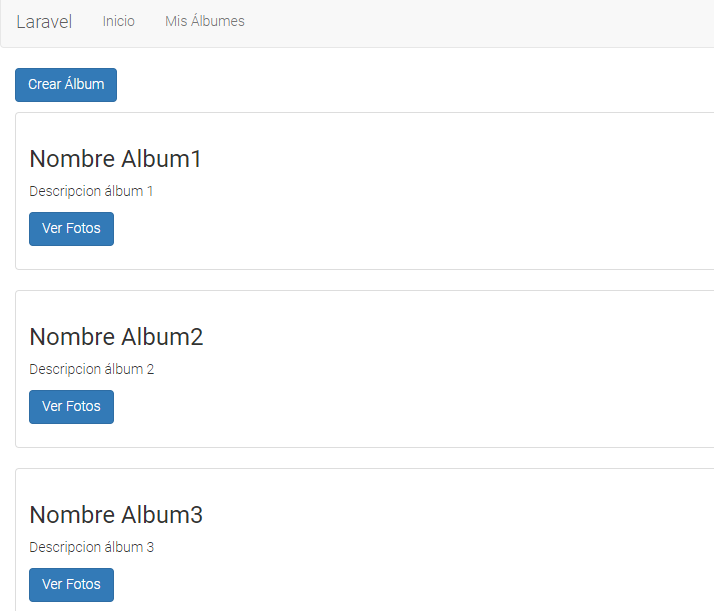 Laravel Inicio Mis Álbumes
Crear Álbum
Nombre Album1
Descripcion álbum 1
Ver Fotos
Nombre Album2
Descripcion álbum 2
Ver Fotos
Nombre Album3
Descripcion álbum 3
Ver Fotos